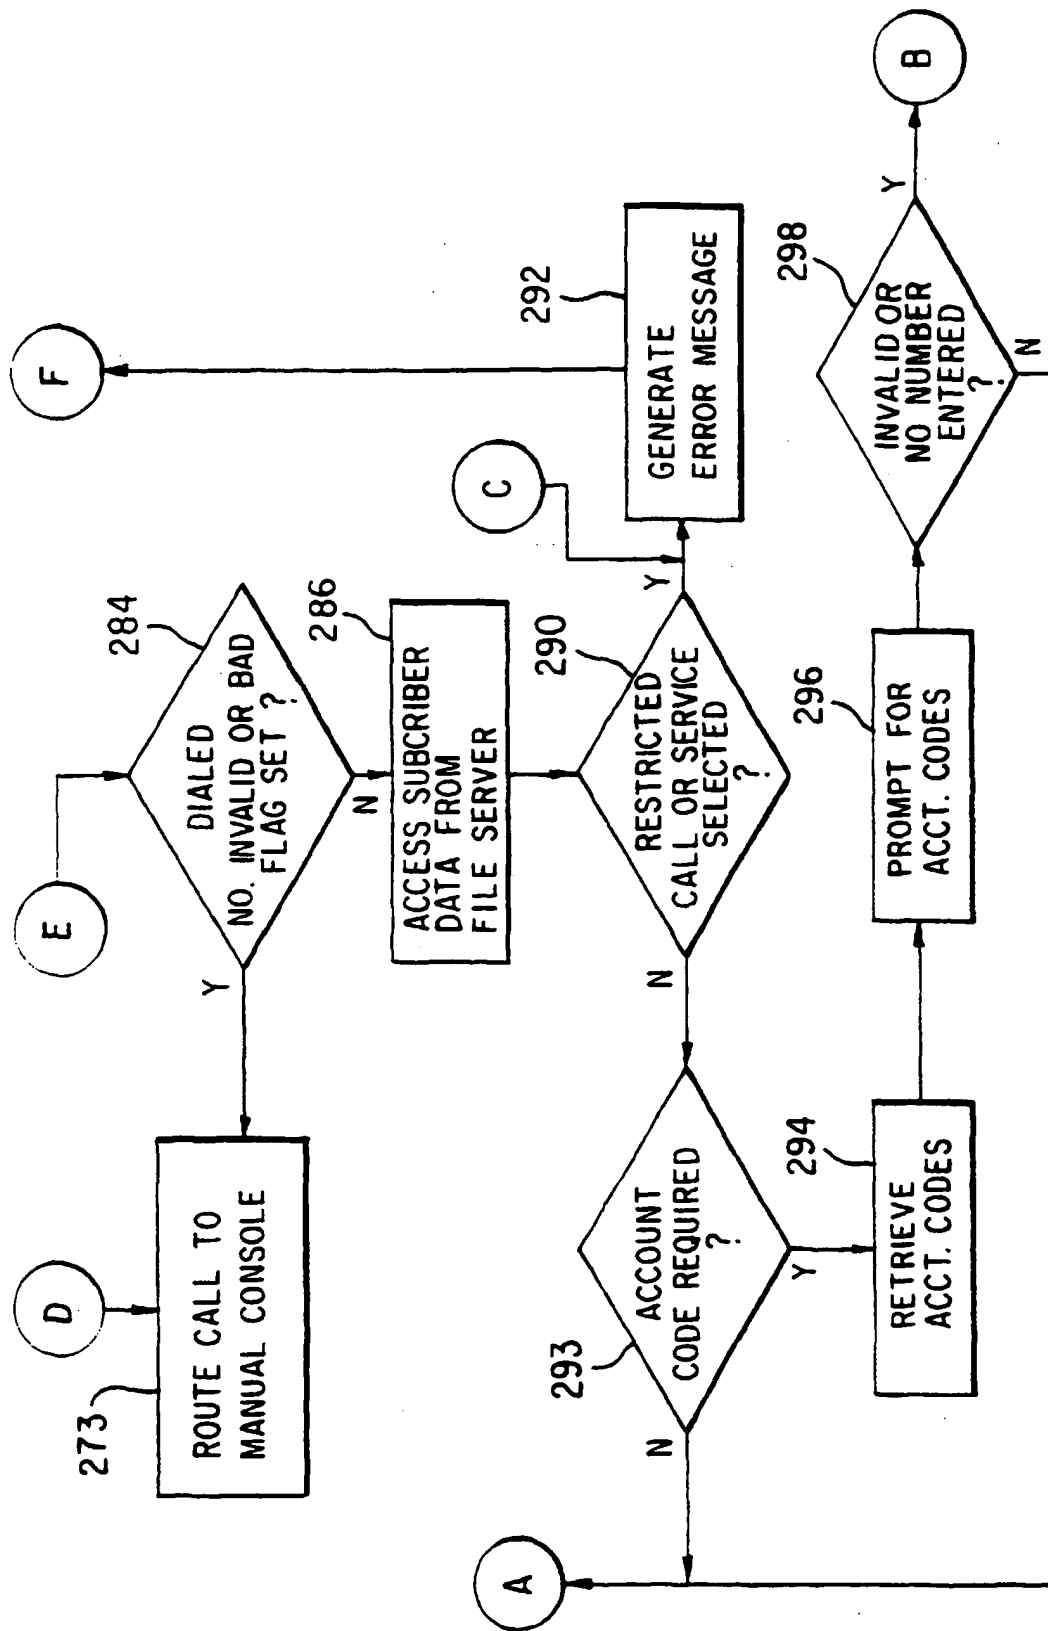 D
273
ROUTE CALL TO
MANUAL CONSOLE
E
Y
284
DIALED
NO. INVALID OR BAD
FLAG SET ?
N
286
ACCESS SUBSCRIBER
DATA FROM
FILE SERVER
F
C
290
RESTRICTED
CALL OR SERVICE
SELECTED
?
Y
292
GENERATE
ERROR MESSAGE
N
293
ACCOUNT
CODE REQUIRED
?
N
A
Y
294
RETRIEVE
ACCT. CODES
296
PROMPT FOR
ACCT. CODES
298
INVALID OR
NO NUMBER
ENTERED
?
Y
B
N